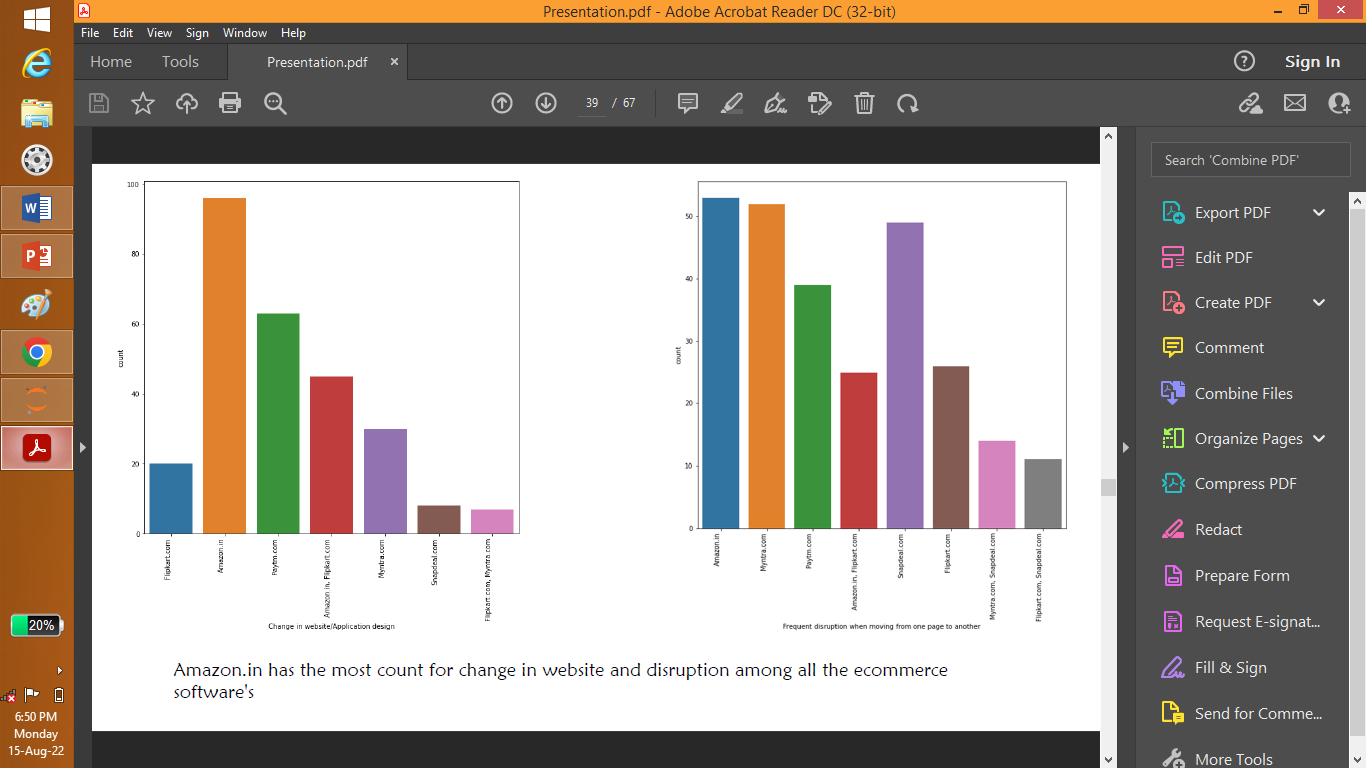 Presentation.pdf - Adobe Acrobat Reader DC (32-bit)
File Edit View Sign Window Help
Home Tools Presentation.pdf × Sign In
39 / 67
Search 'Combine PDF'
Export PDF
Edit PDF
Create PDF
Comment
Combine Files
Organize Pages
Compress PDF
Redact
Prepare Form
Request E-signat...
Fill & Sign
Send for Comme...
More Tools
100
80
60
40
20
0
count
Flipkart.com
Amazon.in
Paytm.com
Amazon.in, Flipkart.com
Myntra.com
Snapdeal.com
Flipkart.com, Myntra.com
Change in website/Application design
50
40
30
20
10
0
count
Amazon.in
Myntra.com
Paytm.com
Amazon.in, Flipkart.com
Snapdeal.com
Flipkart.com
Myntra.com, Snapdeal.com
Flipkart.com, Snapdeal.com
Frequent disruption when moving from one page to another
Amazon.in has the most count for change in website and disruption among all the ecommerce
software's
20%
6:50 PM
Monday
15-Aug-22